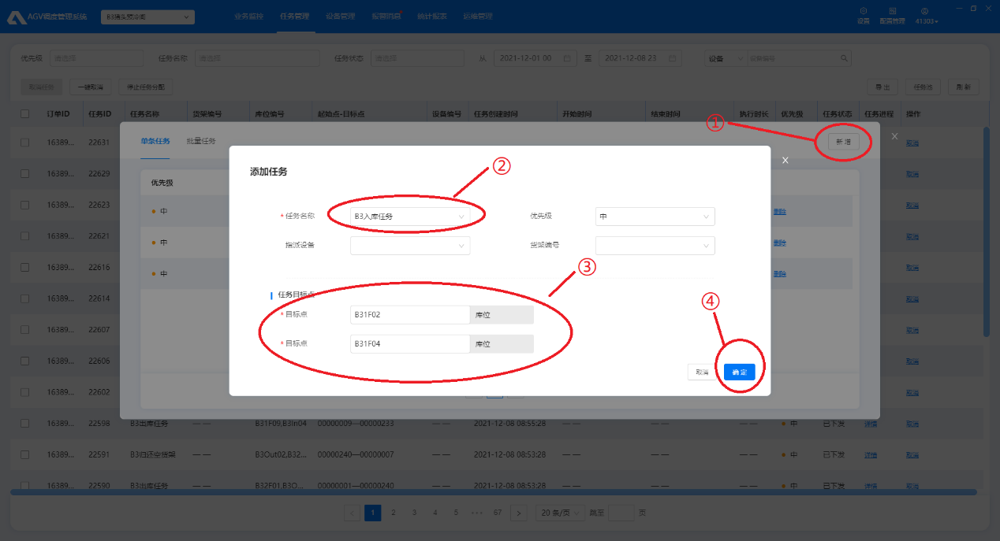 AGV调度管理系统 B3猪头预冷间 业务监控 任务管理 设备管理 报警消息 统计报表 运维管理 设置 配置管理 41303
优先级 请选择 任务名称 请选择 任务状态 请选择 从 2021-12-01 00 至 2021-12-08 23 设备 设备编号
取消任务 一键取消 停止任务分配 导出 任务池 刷新
订单ID 任务ID 任务名称 货架编号 库位编号 起始点-目标点 设备编号 任务创建时间 开始时间 结束时间 执行时长 优先级 任务状态 任务进程 操作
①
16389... 22631 单条任务 批量任务 新增 X 取消
添加任务 ② X
16389... 22629 优先级 取消
16389... 22623 中 *任务名称 B3入库任务 优先级 中 删除 取消
16389... 22621 中 指派设备 货架编号 删除 取消
③
16389... 22616 中 删除 取消
16389... 22614 任务目标点 ④ 取消
16389... 22607 *目标点 B31F02 库位 取消
16389... 22606 *目标点 B31F04 库位 取消
取消 确定
16389... 22602 取消
16389... 22598 B3出库任务 —— B31F09,B3In04 00000009—00000233 —— 2021-12-08 08:55:28 —— —— —— 中 已下发 详情 取消
16389... 22591 B3归还空货架 —— B3Out02,B32... 00000240—00000007 —— 2021-12-08 08:53:28 —— —— —— 中 已下发 详情 取消
16389... 22590 B3出库任务 —— B32F01,B3O... 00000001—00000240 —— 2021-12-08 08:53:28 —— —— —— 中 已下发 详情 取消
< 1 2 3 4 5 ••• 67 > 20 条/页 跳至 页